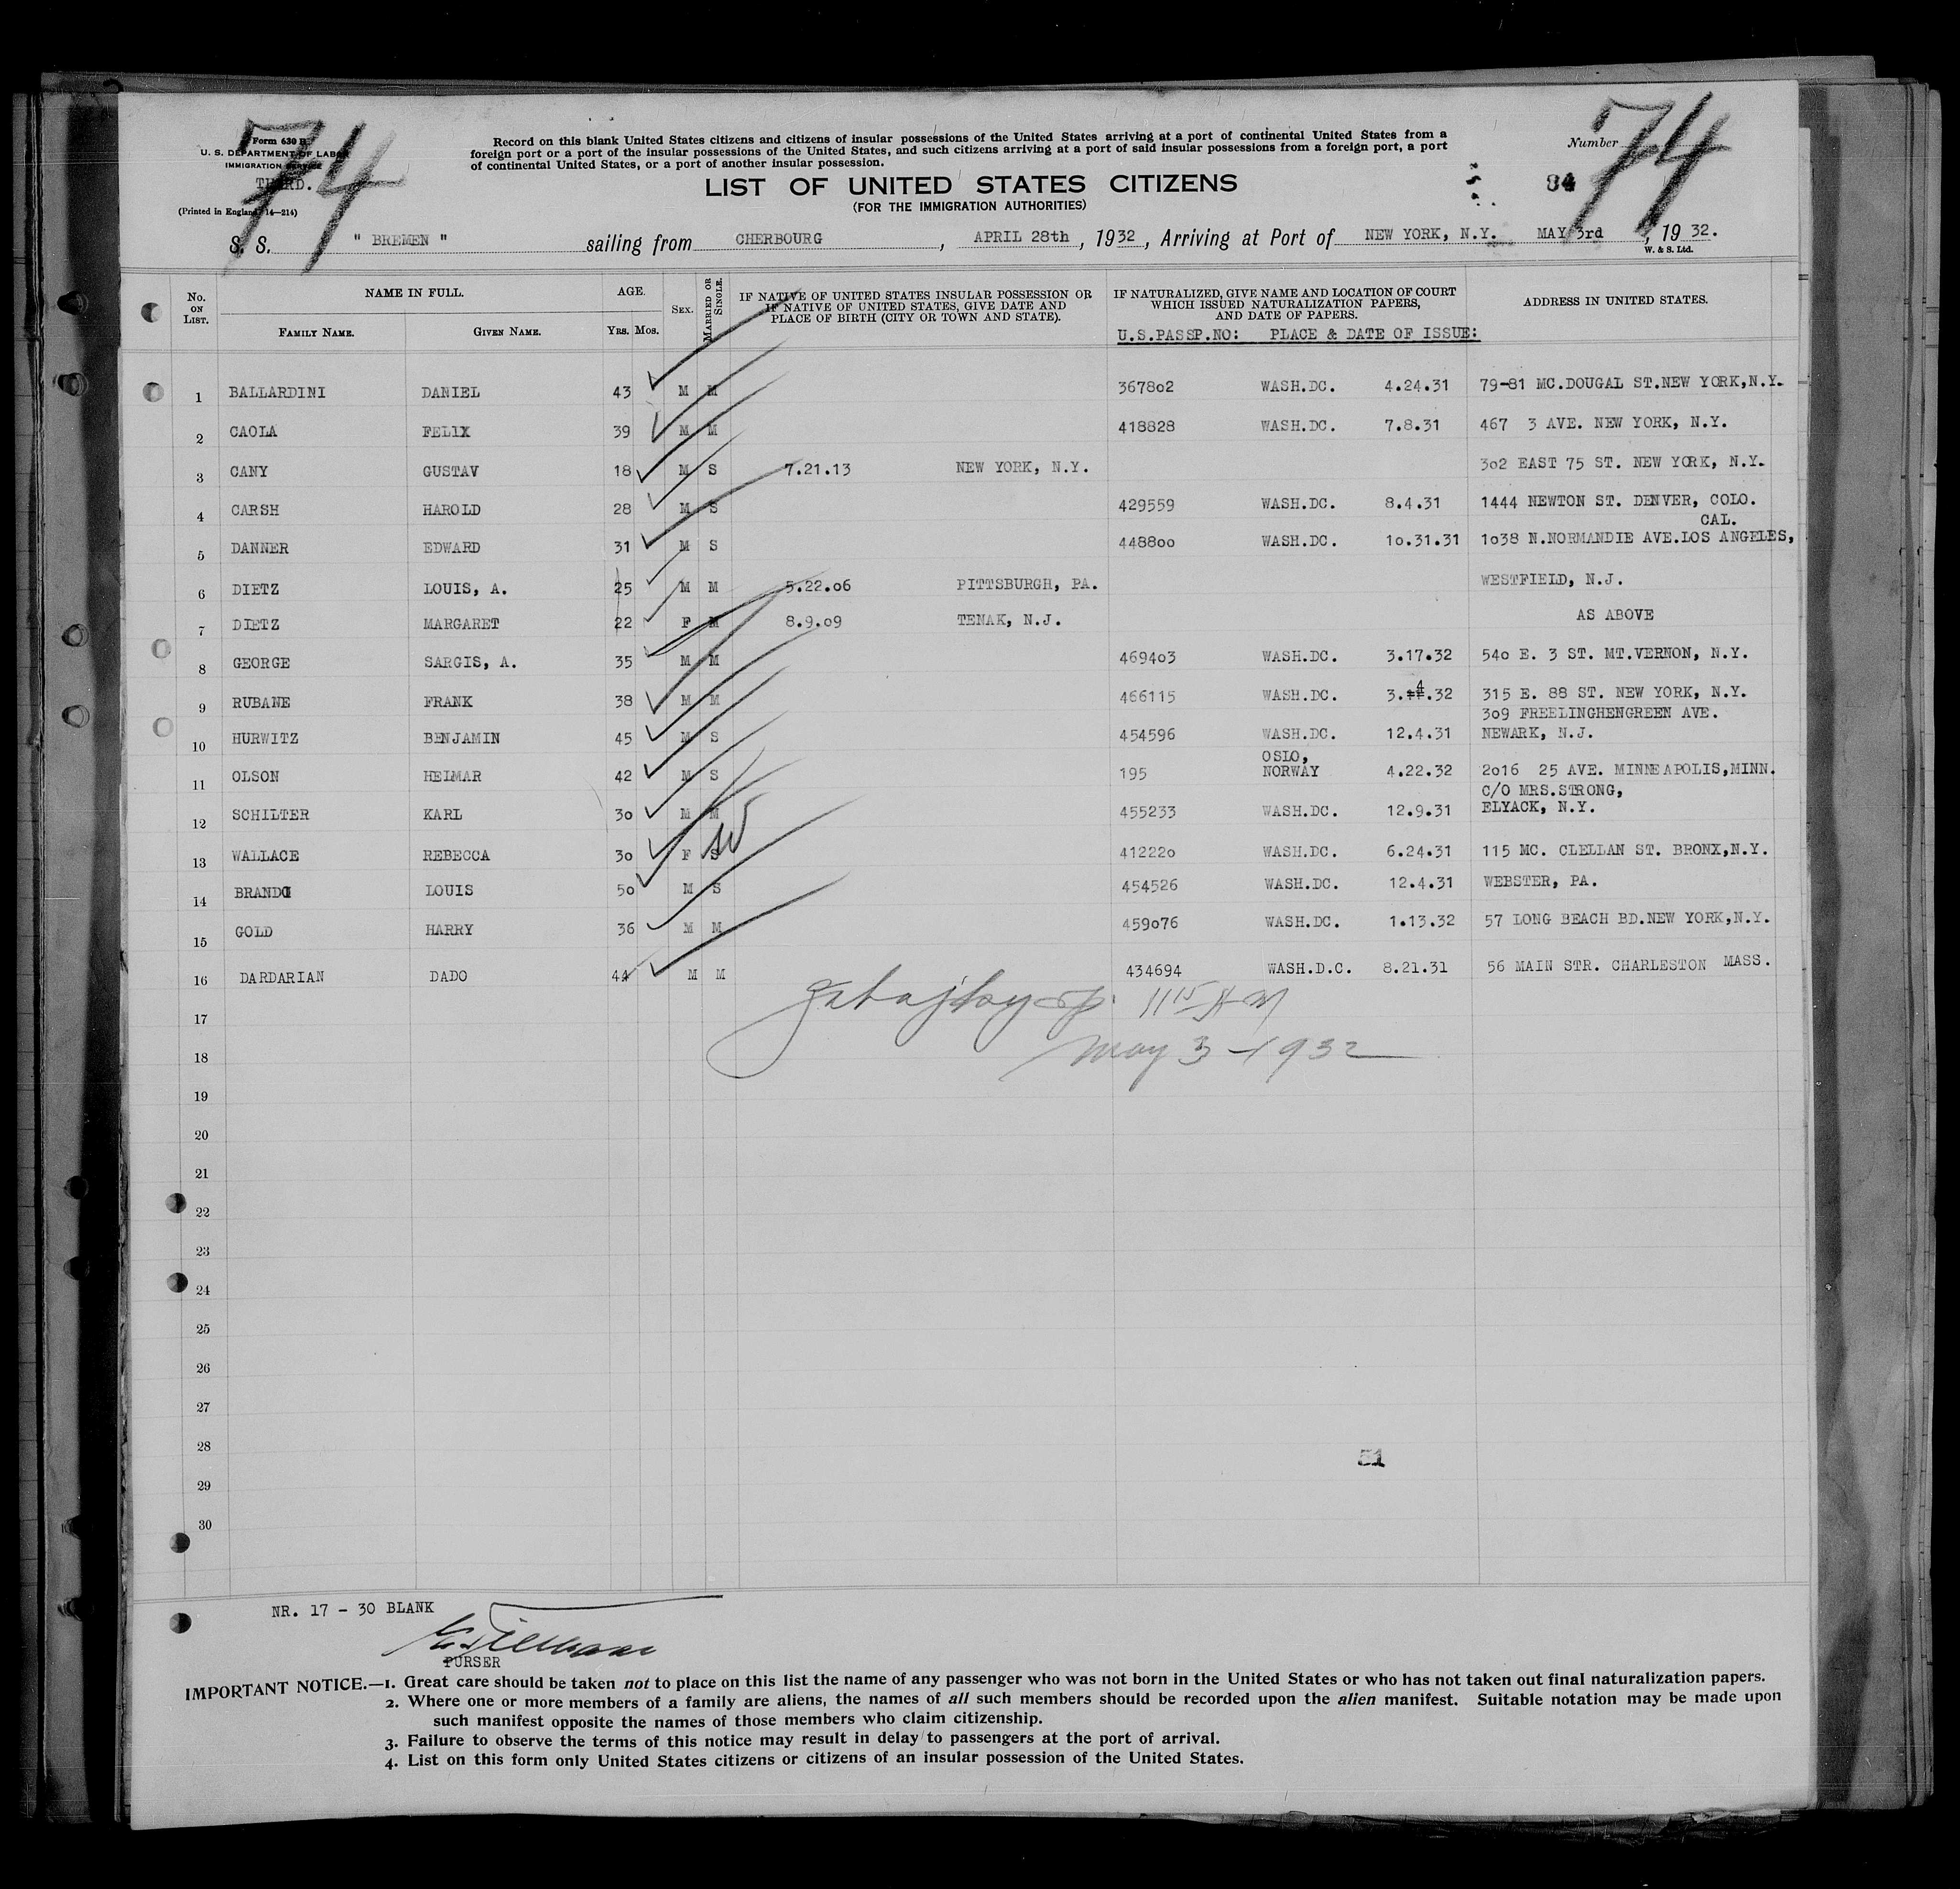 74
74
Form 630 B
U. S. DEPARTMENT OF LABOR
IMMIGRATION SERVICE
THIRD.
(Printed in England 14—214)
Record on this blank United States citizens and citizens of insular possessions of the United States arriving at a port of continental United States from a
foreign port or a port of the insular possessions of the United States, and such citizens arriving at a port of said insular possessions from a foreign port, a port
of continental United States, or a port of another insular possession.
Number
LIST OF UNITED STATES CITIZENS
84
(FOR THE IMMIGRATION AUTHORITIES)
S. S. " BREMEN " sailing from CHERBOURG, APRIL 28th, 1932, Arriving at Port of NEW YORK, N.Y. MAY 3rd, 1932.
W. & S. Ltd.
No. ON LIST. NAME IN FULL. FAMILY NAME. GIVEN NAME. AGE. YRS. MOS. SEX. MARRIED OR SINGLE.
IF NATIVE OF UNITED STATES INSULAR POSSESSION OR
IF NATIVE OF UNITED STATES, GIVE DATE AND
PLACE OF BIRTH (CITY OR TOWN AND STATE).
IF NATURALIZED, GIVE NAME AND LOCATION OF COURT
WHICH ISSUED NATURALIZATION PAPERS,
AND DATE OF PAPERS.
U.S.PASSP.NO: PLACE & DATE OF ISSUE:
ADDRESS IN UNITED STATES.
1 BALLARDINI DANIEL 43 M M 367802 WASH.DC. 4.24.31 79-81 MC.DOUGAL ST.NEW YORK,N.Y.
2 CAOLA FELIX 39 M M 418828 WASH.DC. 7.8.31 467 3 AVE. NEW YORK, N.Y.
3 CANY GUSTAV 18 M S 7.21.13 NEW YORK, N.Y. 302 EAST 75 ST. NEW YORK, N.Y.
4 CARSH HAROLD 28 M S 429559 WASH.DC. 8.4.31 1444 NEWTON ST. DENVER, COLO.
CAL.
5 DANNER EDWARD 31 M S 448800 WASH.DC. 10.31.31 1038 N.NORMANDIE AVE.LOS ANGELES,
6 DIETZ LOUIS, A. 25 M M 5.22.06 PITTSBURGH, PA. WESTFIELD, N.J.
7 DIETZ MARGARET 22 F M 8.9.09 TENAK, N.J. AS ABOVE
8 GEORGE SARGIS, A. 35 M M 469403 WASH.DC. 3.17.32 540 E. 3 ST. MT.VERNON, N.Y.
9 RUBANE FRANK 38 M M 466115 WASH.DC. 3.4.32 315 E. 88 ST. NEW YORK, N.Y.
309 FREELINGHENGREEN AVE.
10 HURWITZ BENJAMIN 45 M S 454596 WASH.DC. 12.4.31 NEWARK, N.J.
OSLO,
11 OLSON HELMAR 42 M S 195 NORWAY 4.22.32 2016 25 AVE. MINNEAPOLIS,MINN.
C/O MRS.STRONG,
12 SCHILTER KARL 30 M M 455233 WASH.DC. 12.9.31 ELYACK, N.Y.
13 WALLACE REBECCA 30 F S W 412220 WASH.DC. 6.24.31 115 MC. CLELLAN ST. BRONX,N.Y.
14 BRANDI LOUIS 50 M S 454526 WASH.DC. 12.4.31 WEBSTER, PA.
15 GOLD HARRY 36 M M 459076 WASH.DC. 1.13.32 57 LONG BEACH BD.NEW YORK,N.Y.
16 DARDARIAN DADO 44 M M 434694 WASH.D.C. 8.21.31 56 MAIN STR. CHARLESTON MASS.
17 11 15 AM
18 May 3 - 1932
19
20
21
22
23
24
25
26
27
28
51
29
30
NR. 17 - 30 BLANK
PURSER
IMPORTANT NOTICE.—1. Great care should be taken not to place on this list the name of any passenger who was not born in the United States or who has not taken out final naturalization papers.
2. Where one or more members of a family are aliens, the names of all such members should be recorded upon the alien manifest. Suitable notation may be made upon
such manifest opposite the names of those members who claim citizenship.
3. Failure to observe the terms of this notice may result in delay to passengers at the port of arrival.
4. List on this form only United States citizens or citizens of an insular possession of the United States.